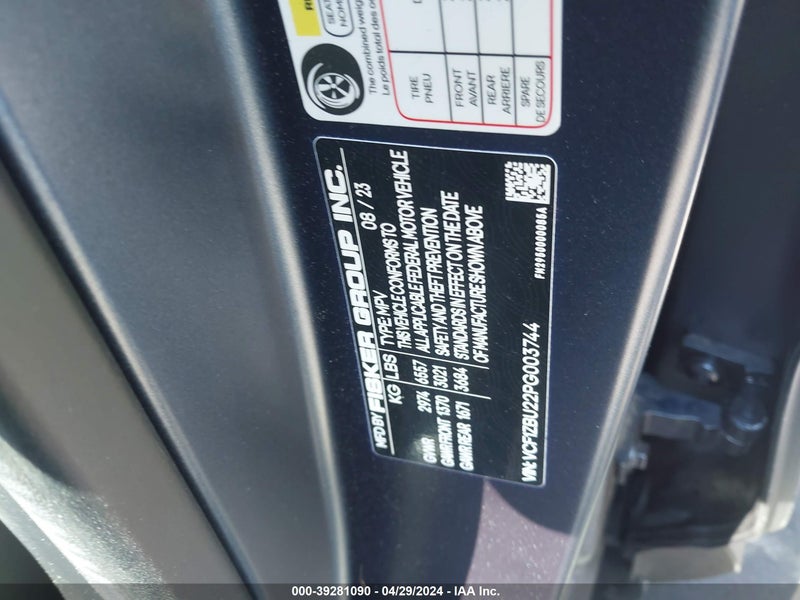 SEAT
The combined weig
Le poids total des oc
TIRE
PNEU
FRONT
AVANT
REAR
ARRIERE
SPARE
DE SECOURS
MFD BY FISKER GROUP INC.
08 / 23
KG LBS TYPE: MPV
THIS VEHICLE CONFORMS TO
GVWR 2974 6557 ALL APPLICABLE FEDERAL MOTOR VEHICLE
GAWR FRONT 1370 3021 SAFETY AND THEFT PREVENTION
GAWR REAR 1671 3684 STANDARDS IN EFFECT ON THE DATE
OF MANUFACTURE SHOWN ABOVE
VIN: VCF1ZBU22PG003744
000-39281090 | 04/29/2024 | IAA Inc.